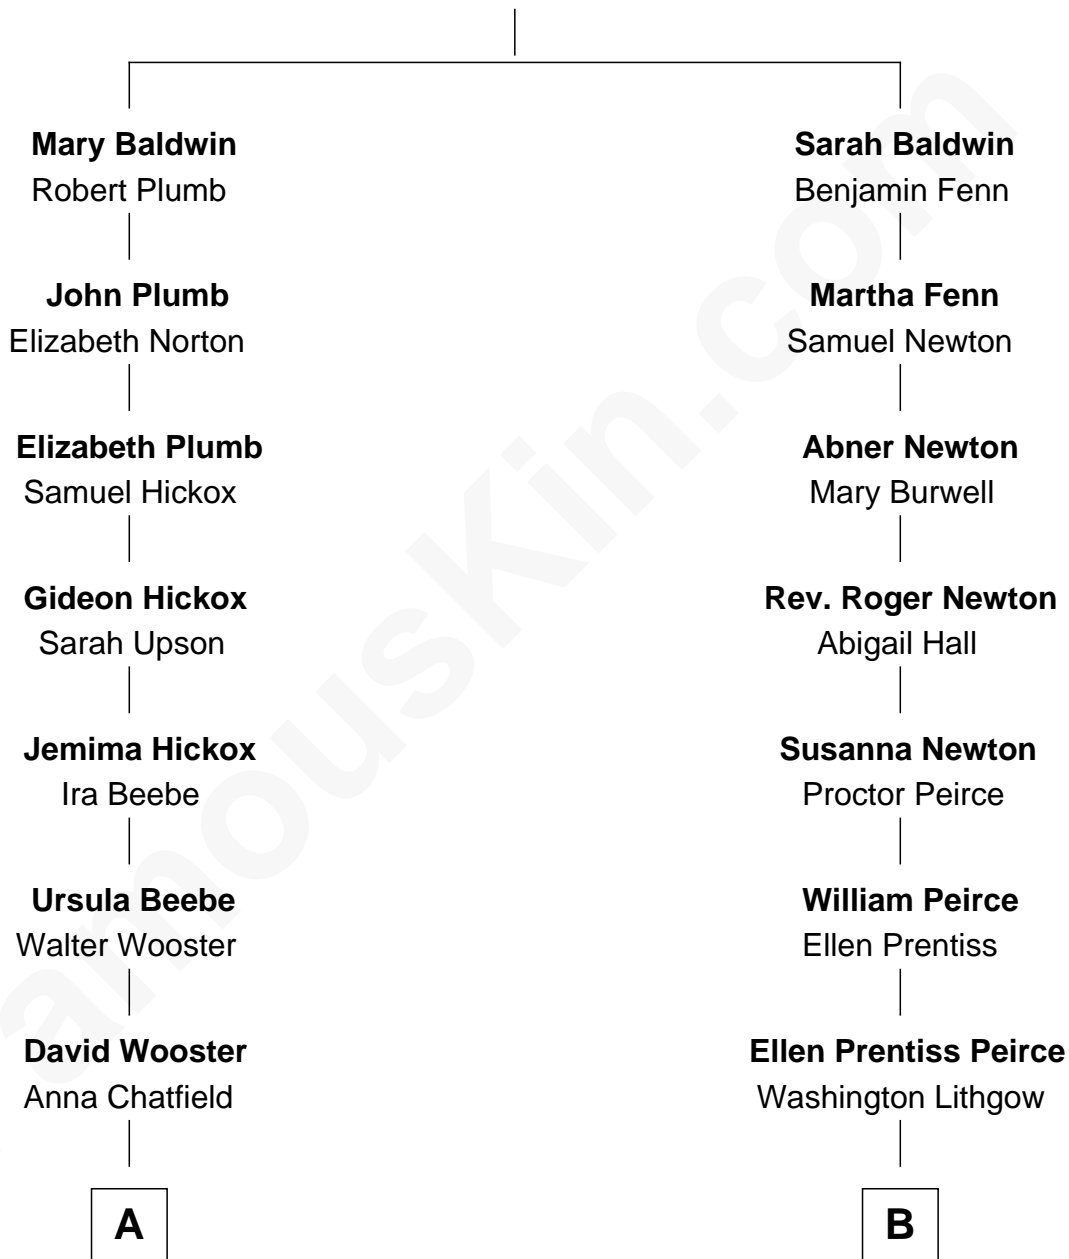 Mary Baldwin
Robert Plumb
John Plumb
Elizabeth Norton
Elizabeth Plumb
Samuel Hickox
Gideon Hickox
Sarah Upson
Jemima Hickox
Ira Beebe
Ursula Beebe
Walter Wooster
David Wooster
Anna Chatfield
A
Sarah Baldwin
Benjamin Fenn
Martha Fenn
Samuel Newton
Abner Newton
Mary Burwell
Rev. Roger Newton
Abigail Hall
Susanna Newton
Proctor Peirce
William Peirce
Ellen Prentiss
Ellen Prentiss Peirce
Washington Lithgow
B
amousKin.com